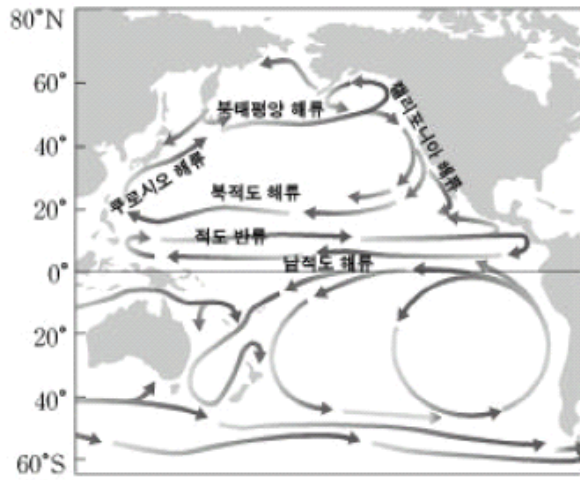 80°N
60°
40°
20°
0°
20°
40°
60°S
북태평양 해류
캘리포니아 해류
쿠로시오 해류
북적도 해류
적도 반류
남적도 해류